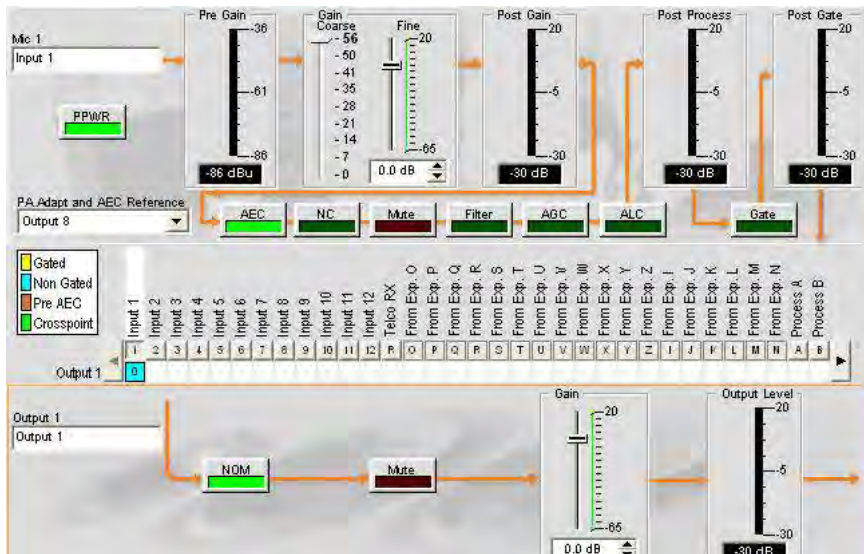 Mic 1
Input 1
PPWR
Pre Gain
-36
-61
-86
-86 dBu
Gain
Coarse
Fine
56
50
41
35
28
21
14
7
0
20
-65
0.0 dB
Post Gain
20
-5
-30
-30 dB
Post Process
20
-5
-30
-30 dB
Post Gate
20
-5
-30
-30 dB
PA Adapt and AEC Reference
Output 8
AEC
NC
Mute
Filter
AGC
ALC
Gate
Gated
Non Gated
Pre AEC
Crosspoint
Input 1
Input 2
Input 3
Input 4
Input 5
Input 6
Input 7
Input 8
Input 9
Input 10
Input 11
Input 12
Telco RX
From Exp. O
From Exp. P
From Exp. Q
From Exp. R
From Exp. S
From Exp. T
From Exp. U
From Exp. V
From Exp. W
From Exp. X
From Exp. Y
From Exp. Z
From Exp. I
From Exp. J
From Exp. K
From Exp. L
From Exp. M
From Exp. N
Process A
Process B
1 2 3 4 5 6 7 8 9 10 11 12 R O P Q R S T U V W X Y Z I J K L M N A B
Output 1
0
Output 1
Output 1
NOM
Mute
Gain
20
-65
0.0 dB
Output Level
20
-5
-30
-30 dB